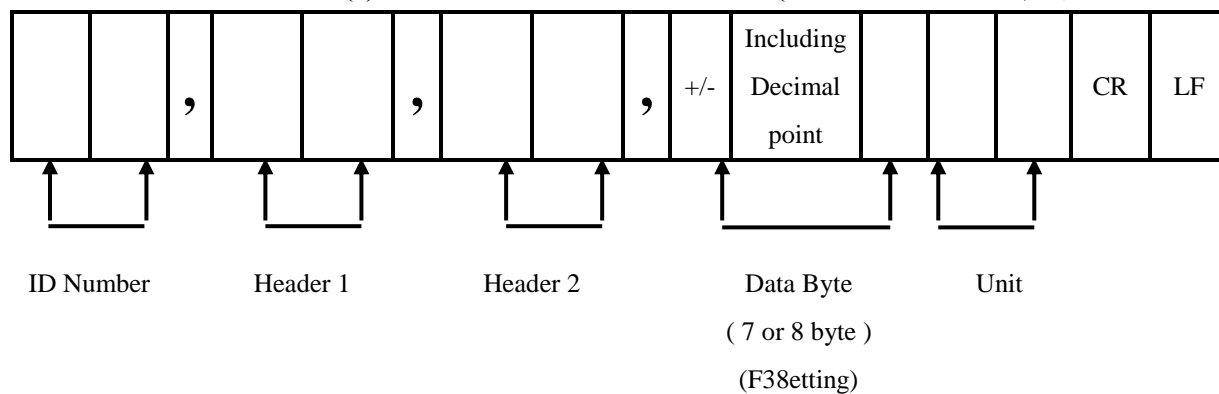 , , , +/- Including Decimal point CR LF
ID Number Header 1 Header 2 Data Byte Unit
( 7 or 8 byte )
(F38etting)